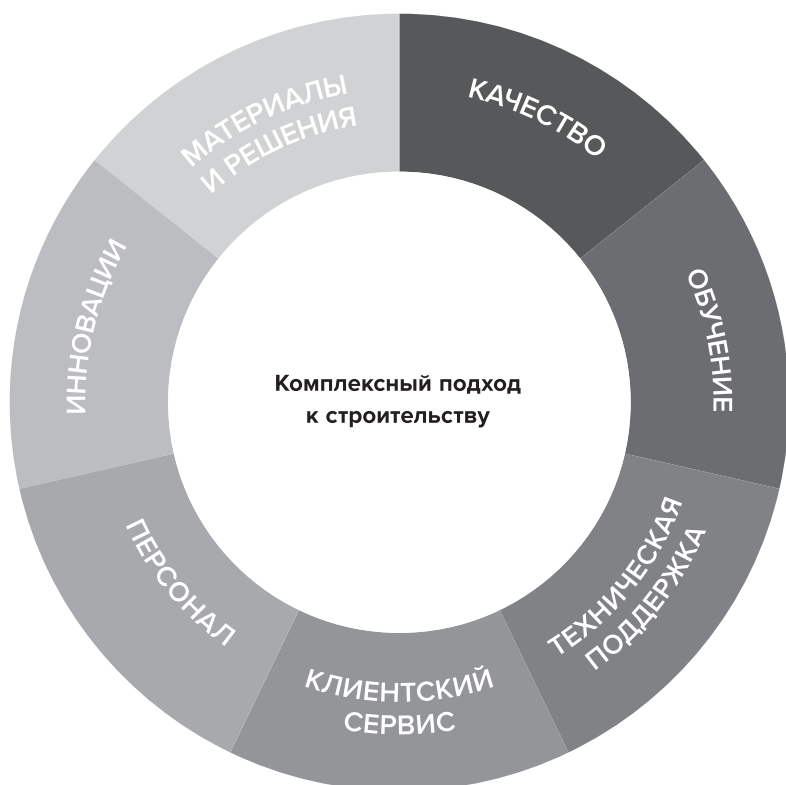 КАЧЕСТВО
ОБУЧЕНИЕ
ТЕХНИЧЕСКАЯ
ПОДДЕРЖКА
КЛИЕНТСКИЙ
СЕРВИС
ПЕРСОНАЛ
ИННОВАЦИИ
МАТЕРИАЛЫ
И РЕШЕНИЯ
Комплексный подход
к строительству